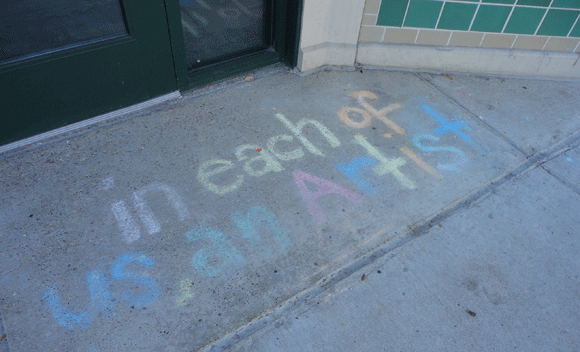 in each of
us, an Artist